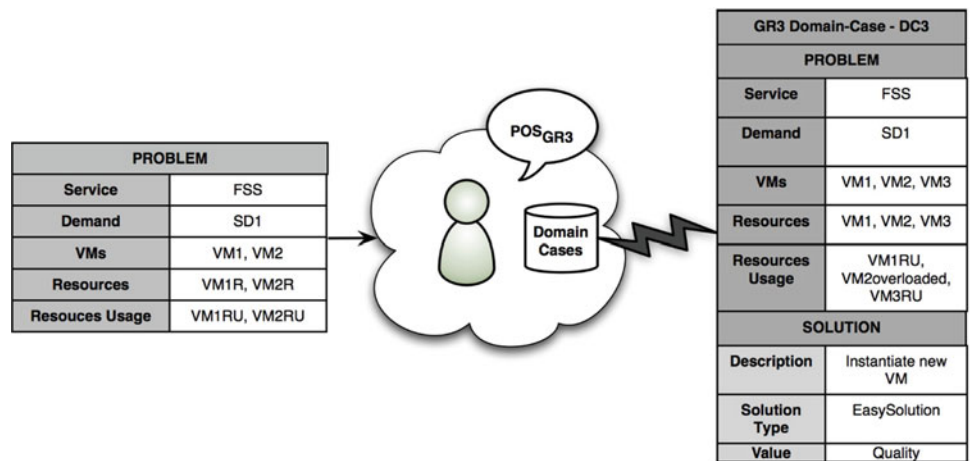 PROBLEM
Service FSS
Demand SD1
VMs VM1, VM2
Resources VM1R, VM2R
Resouces Usage VM1RU, VM2RU
POSGR3
Domain
Cases
GR3 Domain-Case - DC3
PROBLEM
Service FSS
Demand SD1
VMs VM1, VM2, VM3
Resources VM1, VM2, VM3
Resources
Usage
VM1RU,
VM2overloaded,
VM3RU
SOLUTION
Description
Instantiate new
VM
Solution
Type
EasySolution
Value Quality